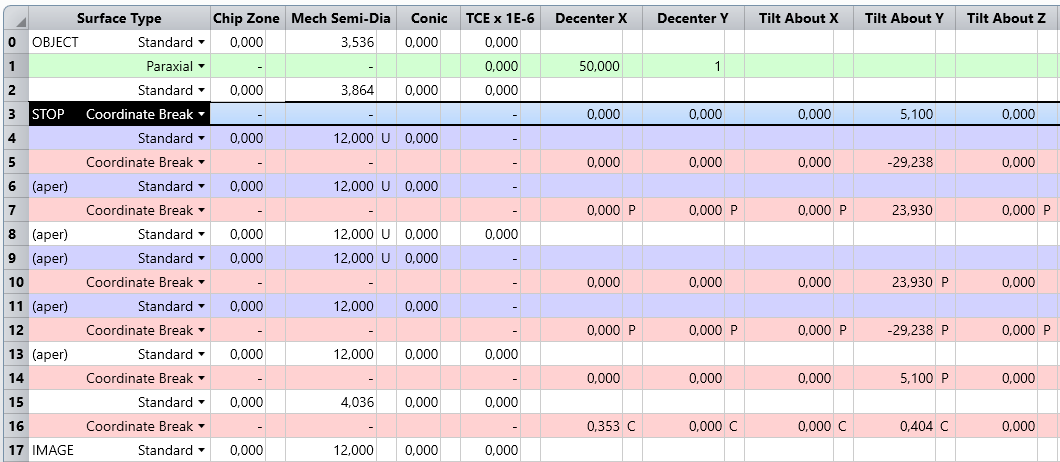 Surface Type Chip Zone Mech Semi-Dia Conic TCE x 1E-6 Decenter X Decenter Y Tilt About X Tilt About Y Tilt About Z
0 OBJECT Standard 0,000 3,536 0,000 0,000
1 Paraxial - - 0,000 50,000 1
2 Standard 0,000 3,864 0,000 0,000
3 STOP Coordinate Break - - - 0,000 0,000 0,000 5,100 0,000
4 Standard 0,000 12,000 U 0,000 -
5 Coordinate Break - - - 0,000 0,000 0,000 -29,238 0,000
6 (aper) Standard 0,000 12,000 U 0,000 -
7 Coordinate Break - - - 0,000 P 0,000 P 0,000 P 23,930 0,000 P
8 (aper) Standard 0,000 12,000 U 0,000 0,000
9 (aper) Standard 0,000 12,000 U 0,000 -
10 Coordinate Break - - - 0,000 0,000 0,000 23,930 P 0,000
11 (aper) Standard 0,000 12,000 0,000 -
12 Coordinate Break - - - 0,000 P 0,000 P 0,000 P -29,238 P 0,000 P
13 (aper) Standard 0,000 12,000 0,000 0,000
14 Coordinate Break - - - 0,000 0,000 0,000 5,100 P 0,000
15 Standard 0,000 4,036 0,000 0,000
16 Coordinate Break - - - 0,353 C 0,000 C 0,000 C 0,404 C 0,000
17 IMAGE Standard 0,000 12,000 0,000 0,000